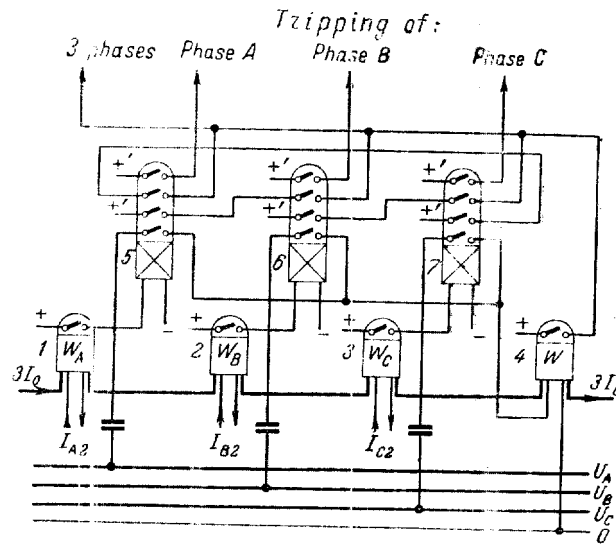 Tripping of:
3 phases Phase A Phase B Phase C
+' +' +'
+' +' +'
5 6 7
+ − + − + − +
1 W_A 2 W_B 3 W_C 4 W
3I_0 3I
I_A2 I_B2 I_C2
U_A
U_B
U_C
0